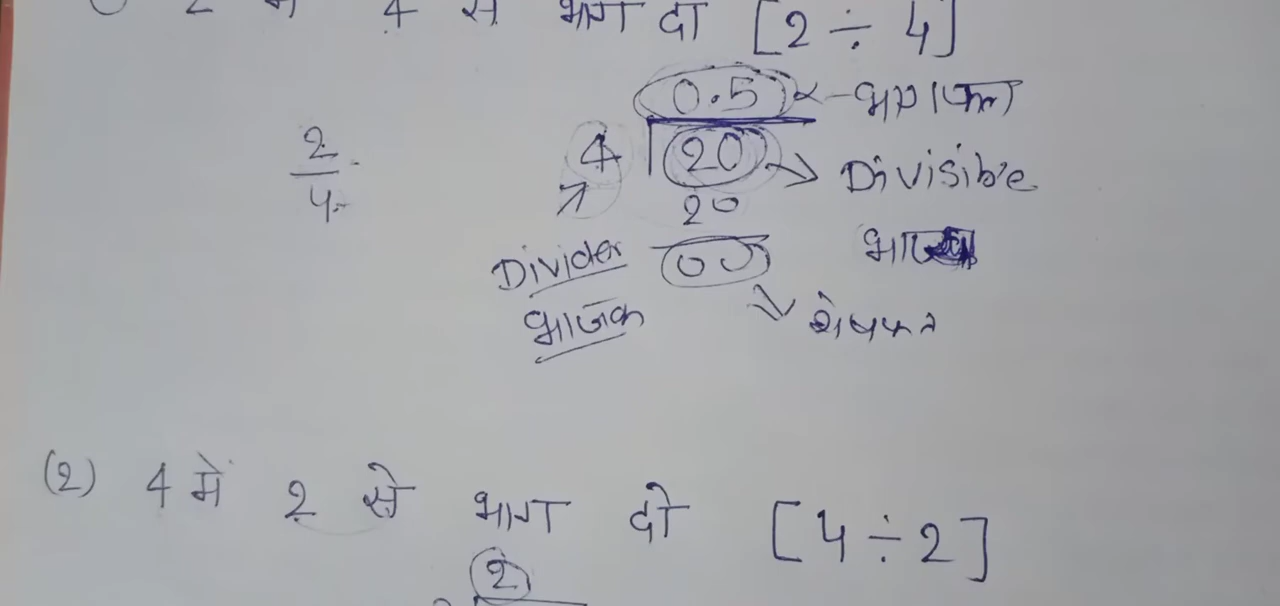 2 में 4 से भाग दो [2 ÷ 4]
0.5 भागफल
2/4 4 20 Divisible
20
Divider 00
भाजक शेषफल
(2) 4 में 2 से भाग दो [4÷2]
2